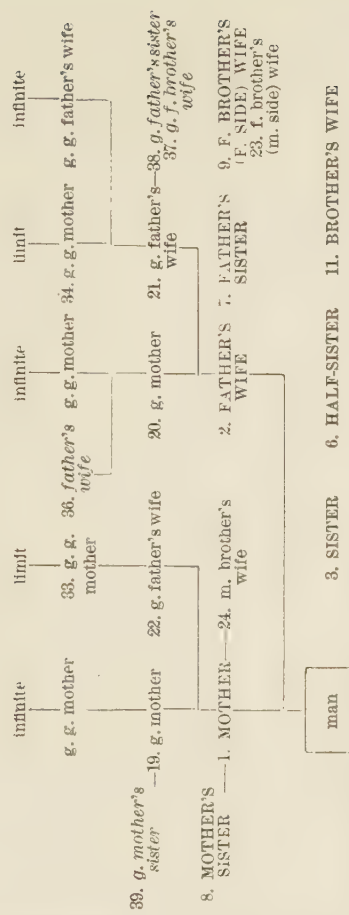 infinite limit infinite limit infinite
g. g. mother 33. g. g. mother 36. father's wife g. g. mother 34. g. g. mother g. g. father's wife
39. g. mother's sister —19. g. mother 22. g. father's wife 20. g. mother 21. g. father's wife —38. g. father's sister
37. g. f. brother's wife
8. MOTHER'S SISTER —1. MOTHER—24. m. brother's wife 2. FATHER'S WIFE 7. FATHER'S SISTER 9. F. BROTHER'S (F. SIDE) WIFE
23. f. brother's (m. side) wife
man 3. SISTER 6. HALF-SISTER 11. BROTHER'S WIFE